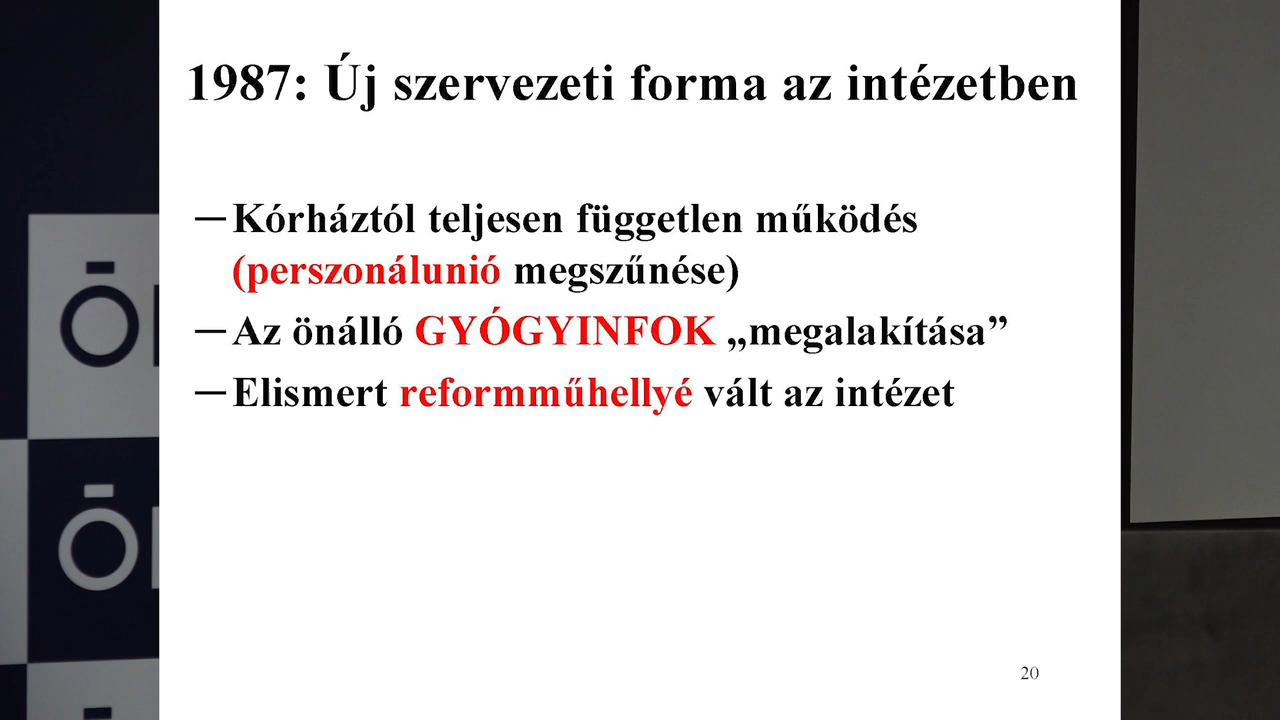 1987: Új szervezeti forma az intézetben
─ Kórháztól teljesen független működés
(perszonálunió megszűnése)
─ Az önálló GYÓGYINFOK „megalakítása”
─ Elismert reformműhellyé vált az intézet
20